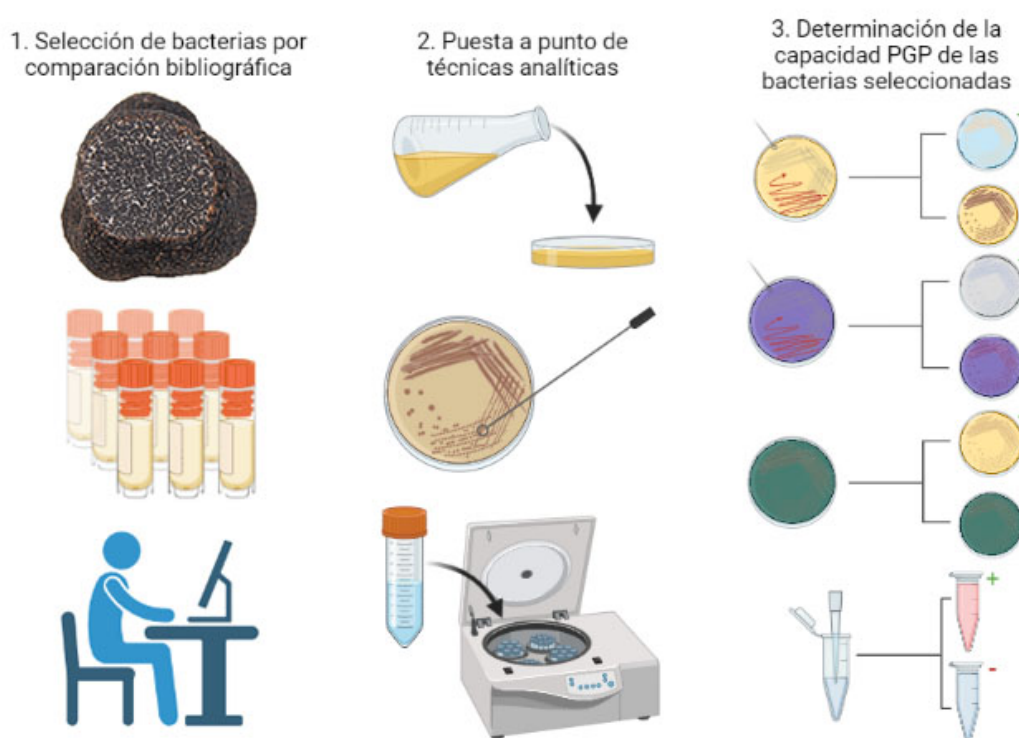 1. Selección de bacterias por
comparación bibliográfica
2. Puesta a punto de
técnicas analíticas
3. Determinación de la
capacidad PGP de las
bacterias seleccionadas
+
-